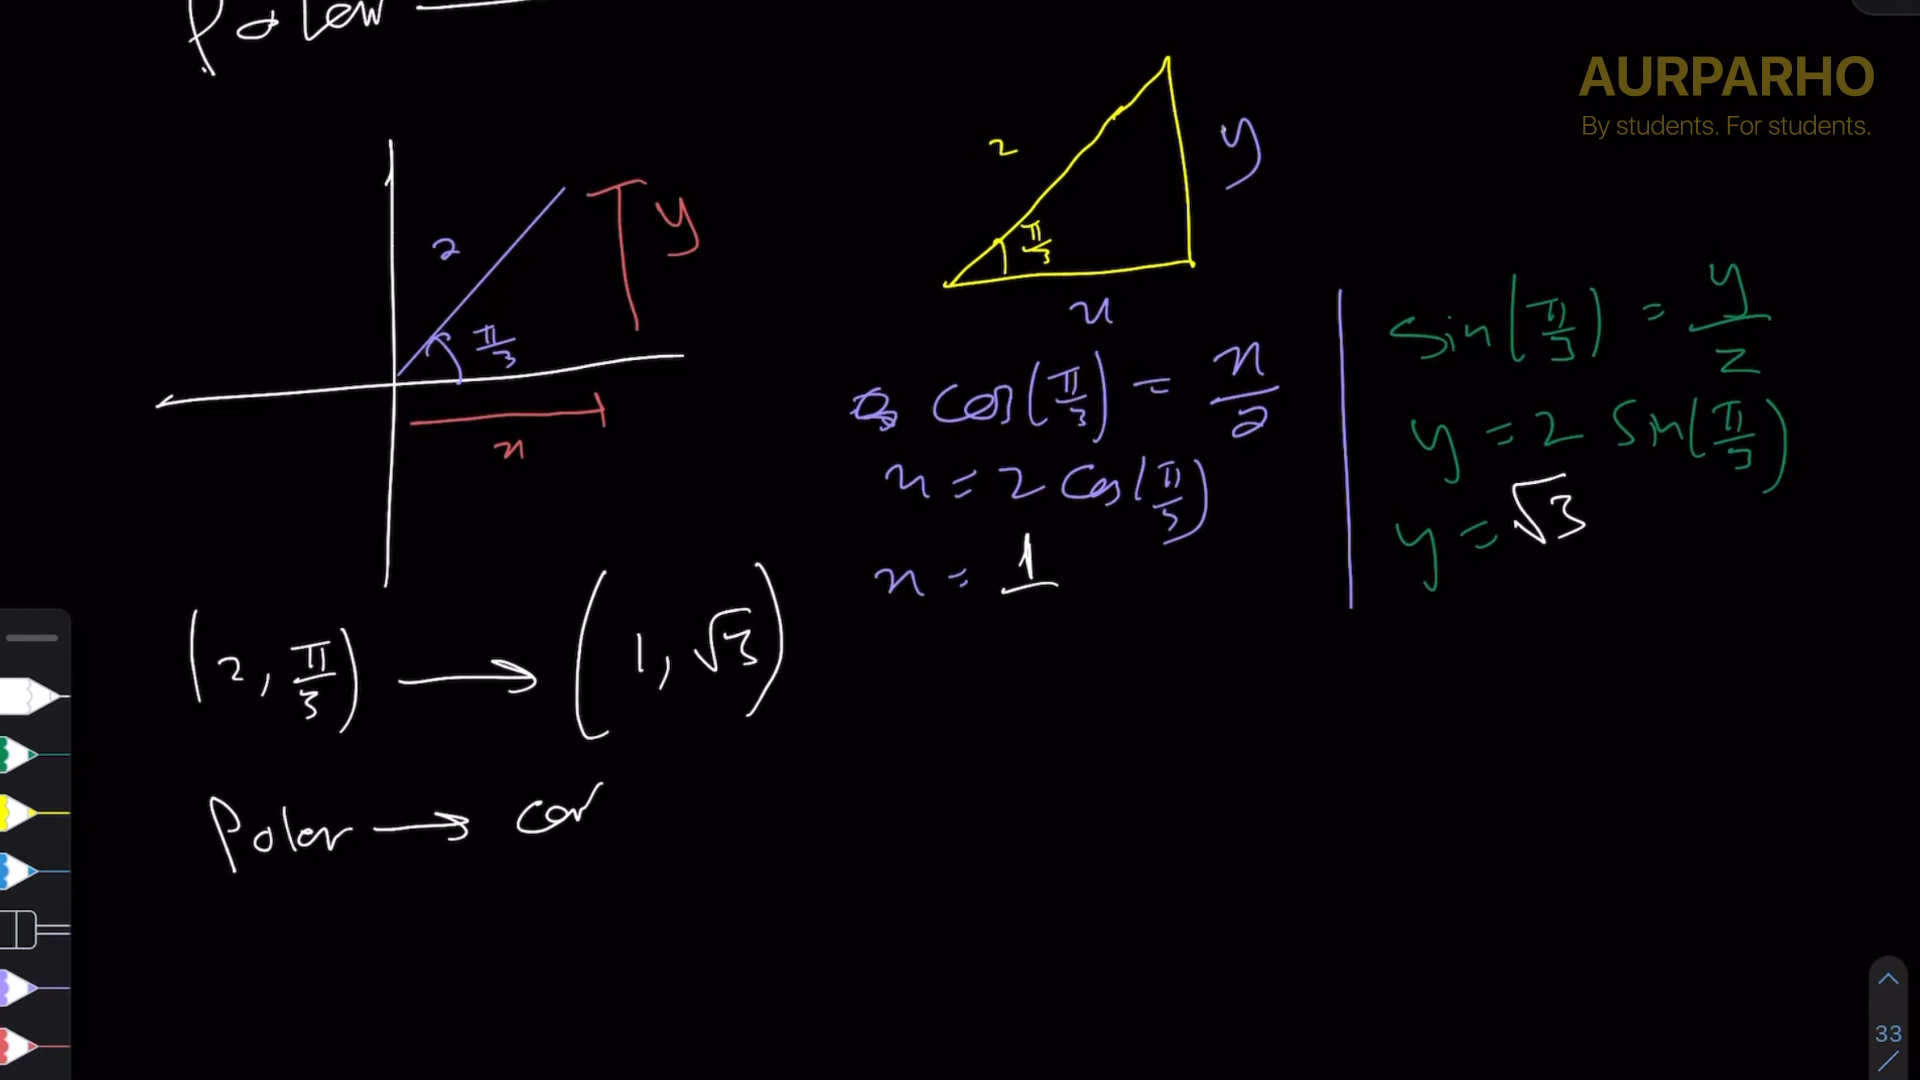 Polar
AURPARHO
By students. For students.
2
y
π/3
x
2
y
π/3
x
cos(π/3) = x/2
x = 2 cos(π/3)
x = 1
sin(π/3) = y/2
y = 2 sin(π/3)
y = √3
(2, π/3) → (1, √3)
Polar → car
33